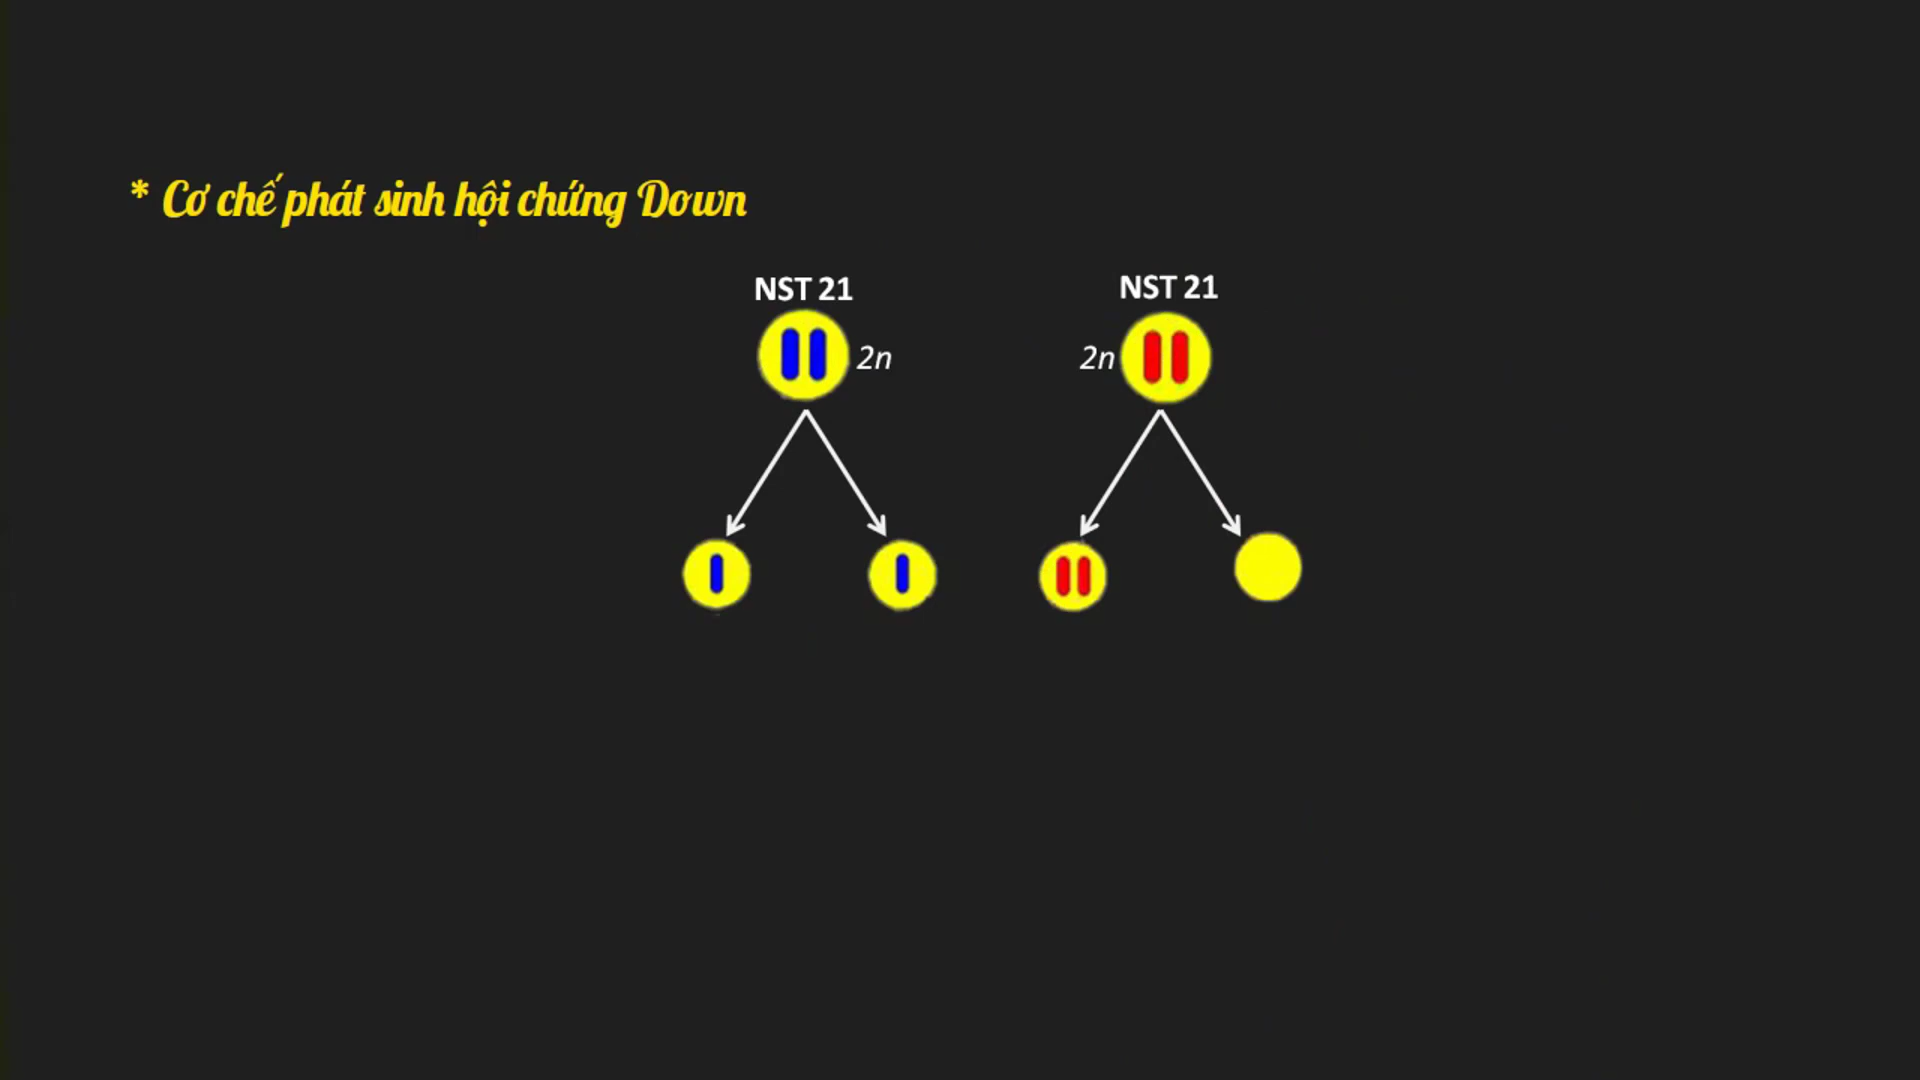 * Cơ chế phát sinh hội chứng Down
NST 21
NST 21
2n
2n